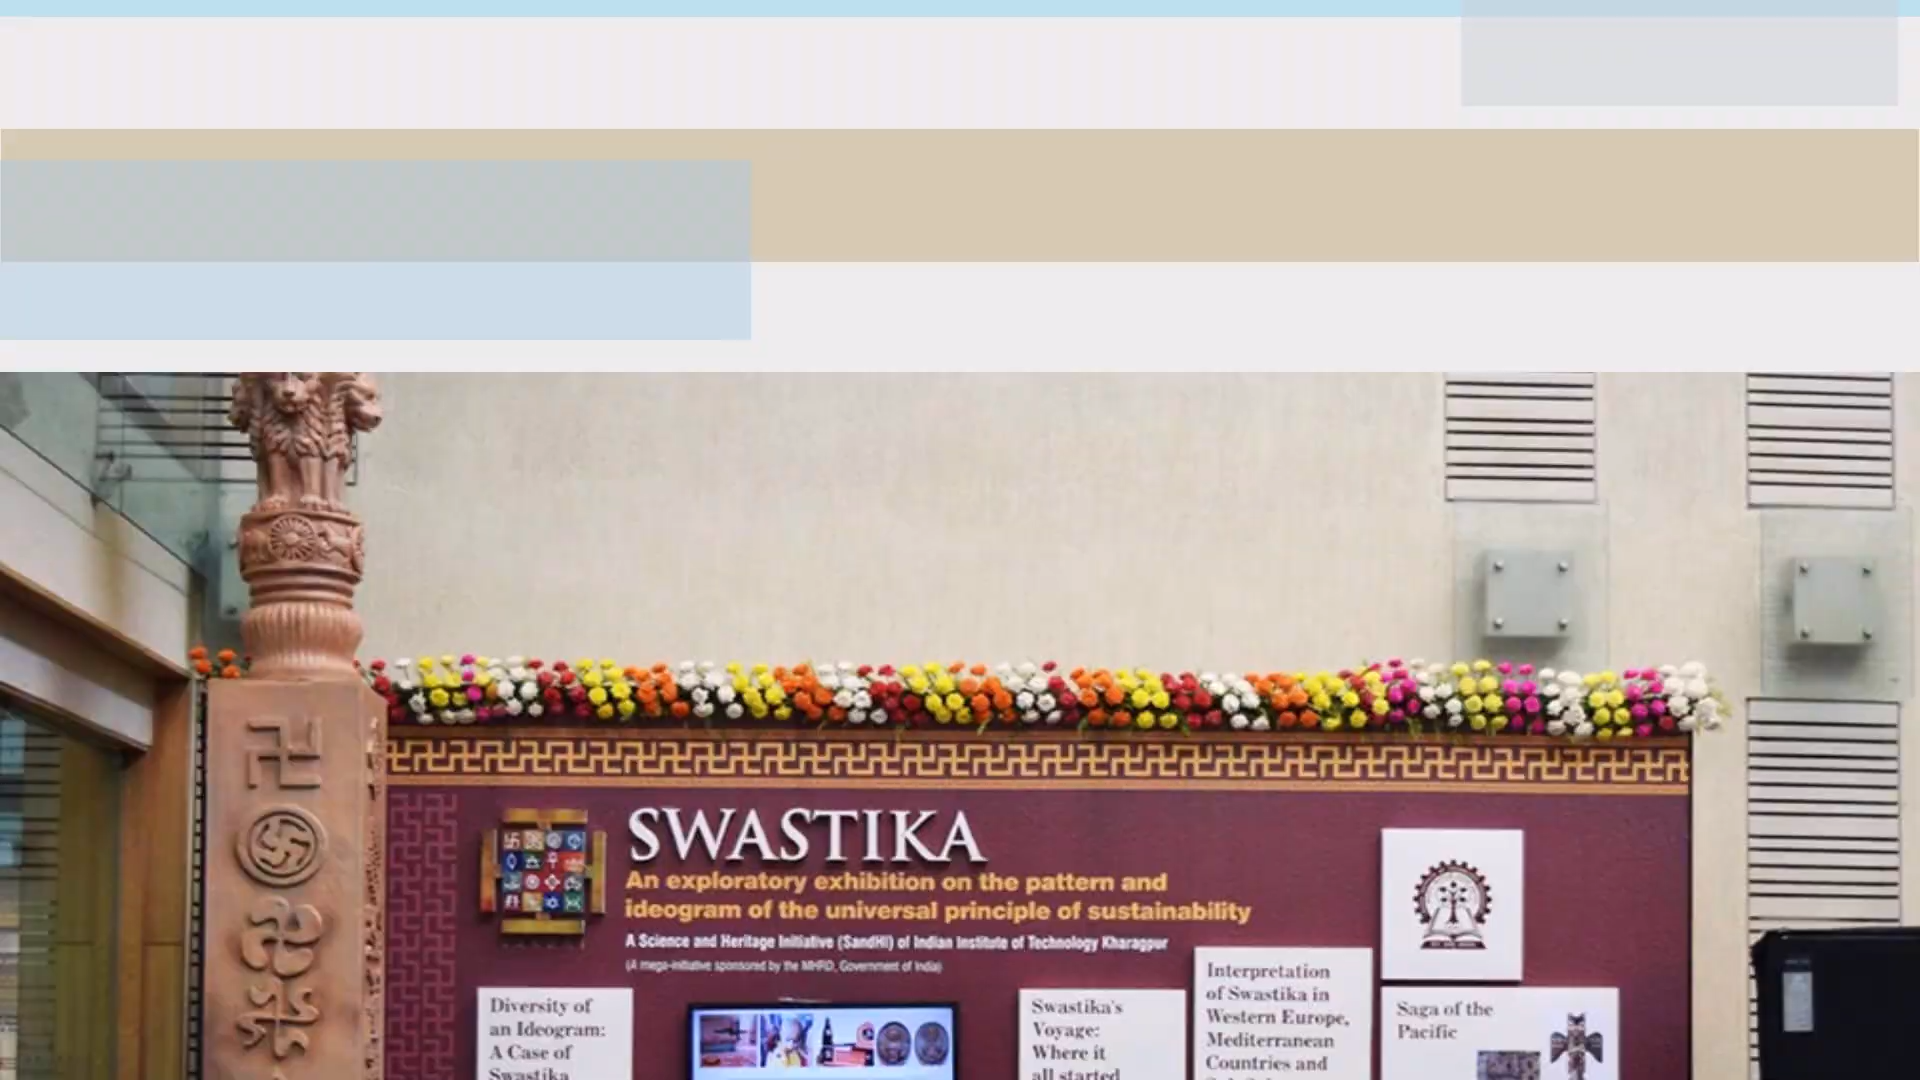 SWASTIKA
An exploratory exhibition on the pattern and
ideogram of the universal principle of sustainability
A Science and Heritage Initiative (SandHI) of Indian Institute of Technology Kharagpur
(A mega-initiative sponsored by the MHRD, Government of India)
Diversity of
an Ideogram:
A Case of
Swastika
Swastika's
Voyage:
Where it
all started
Interpretation
of Swastika in
Western Europe,
Mediterranean
Countries and
Saga of the
Pacific